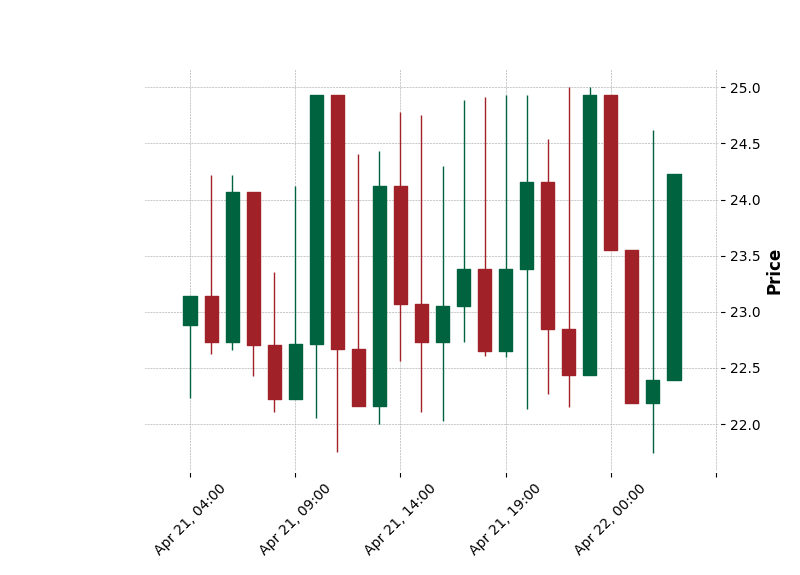 25.0
24.5
24.0
23.5
23.0
22.5
22.0
Price
Apr 21, 04:00
Apr 21, 09:00
Apr 21, 14:00
Apr 21, 19:00
Apr 22, 00:00